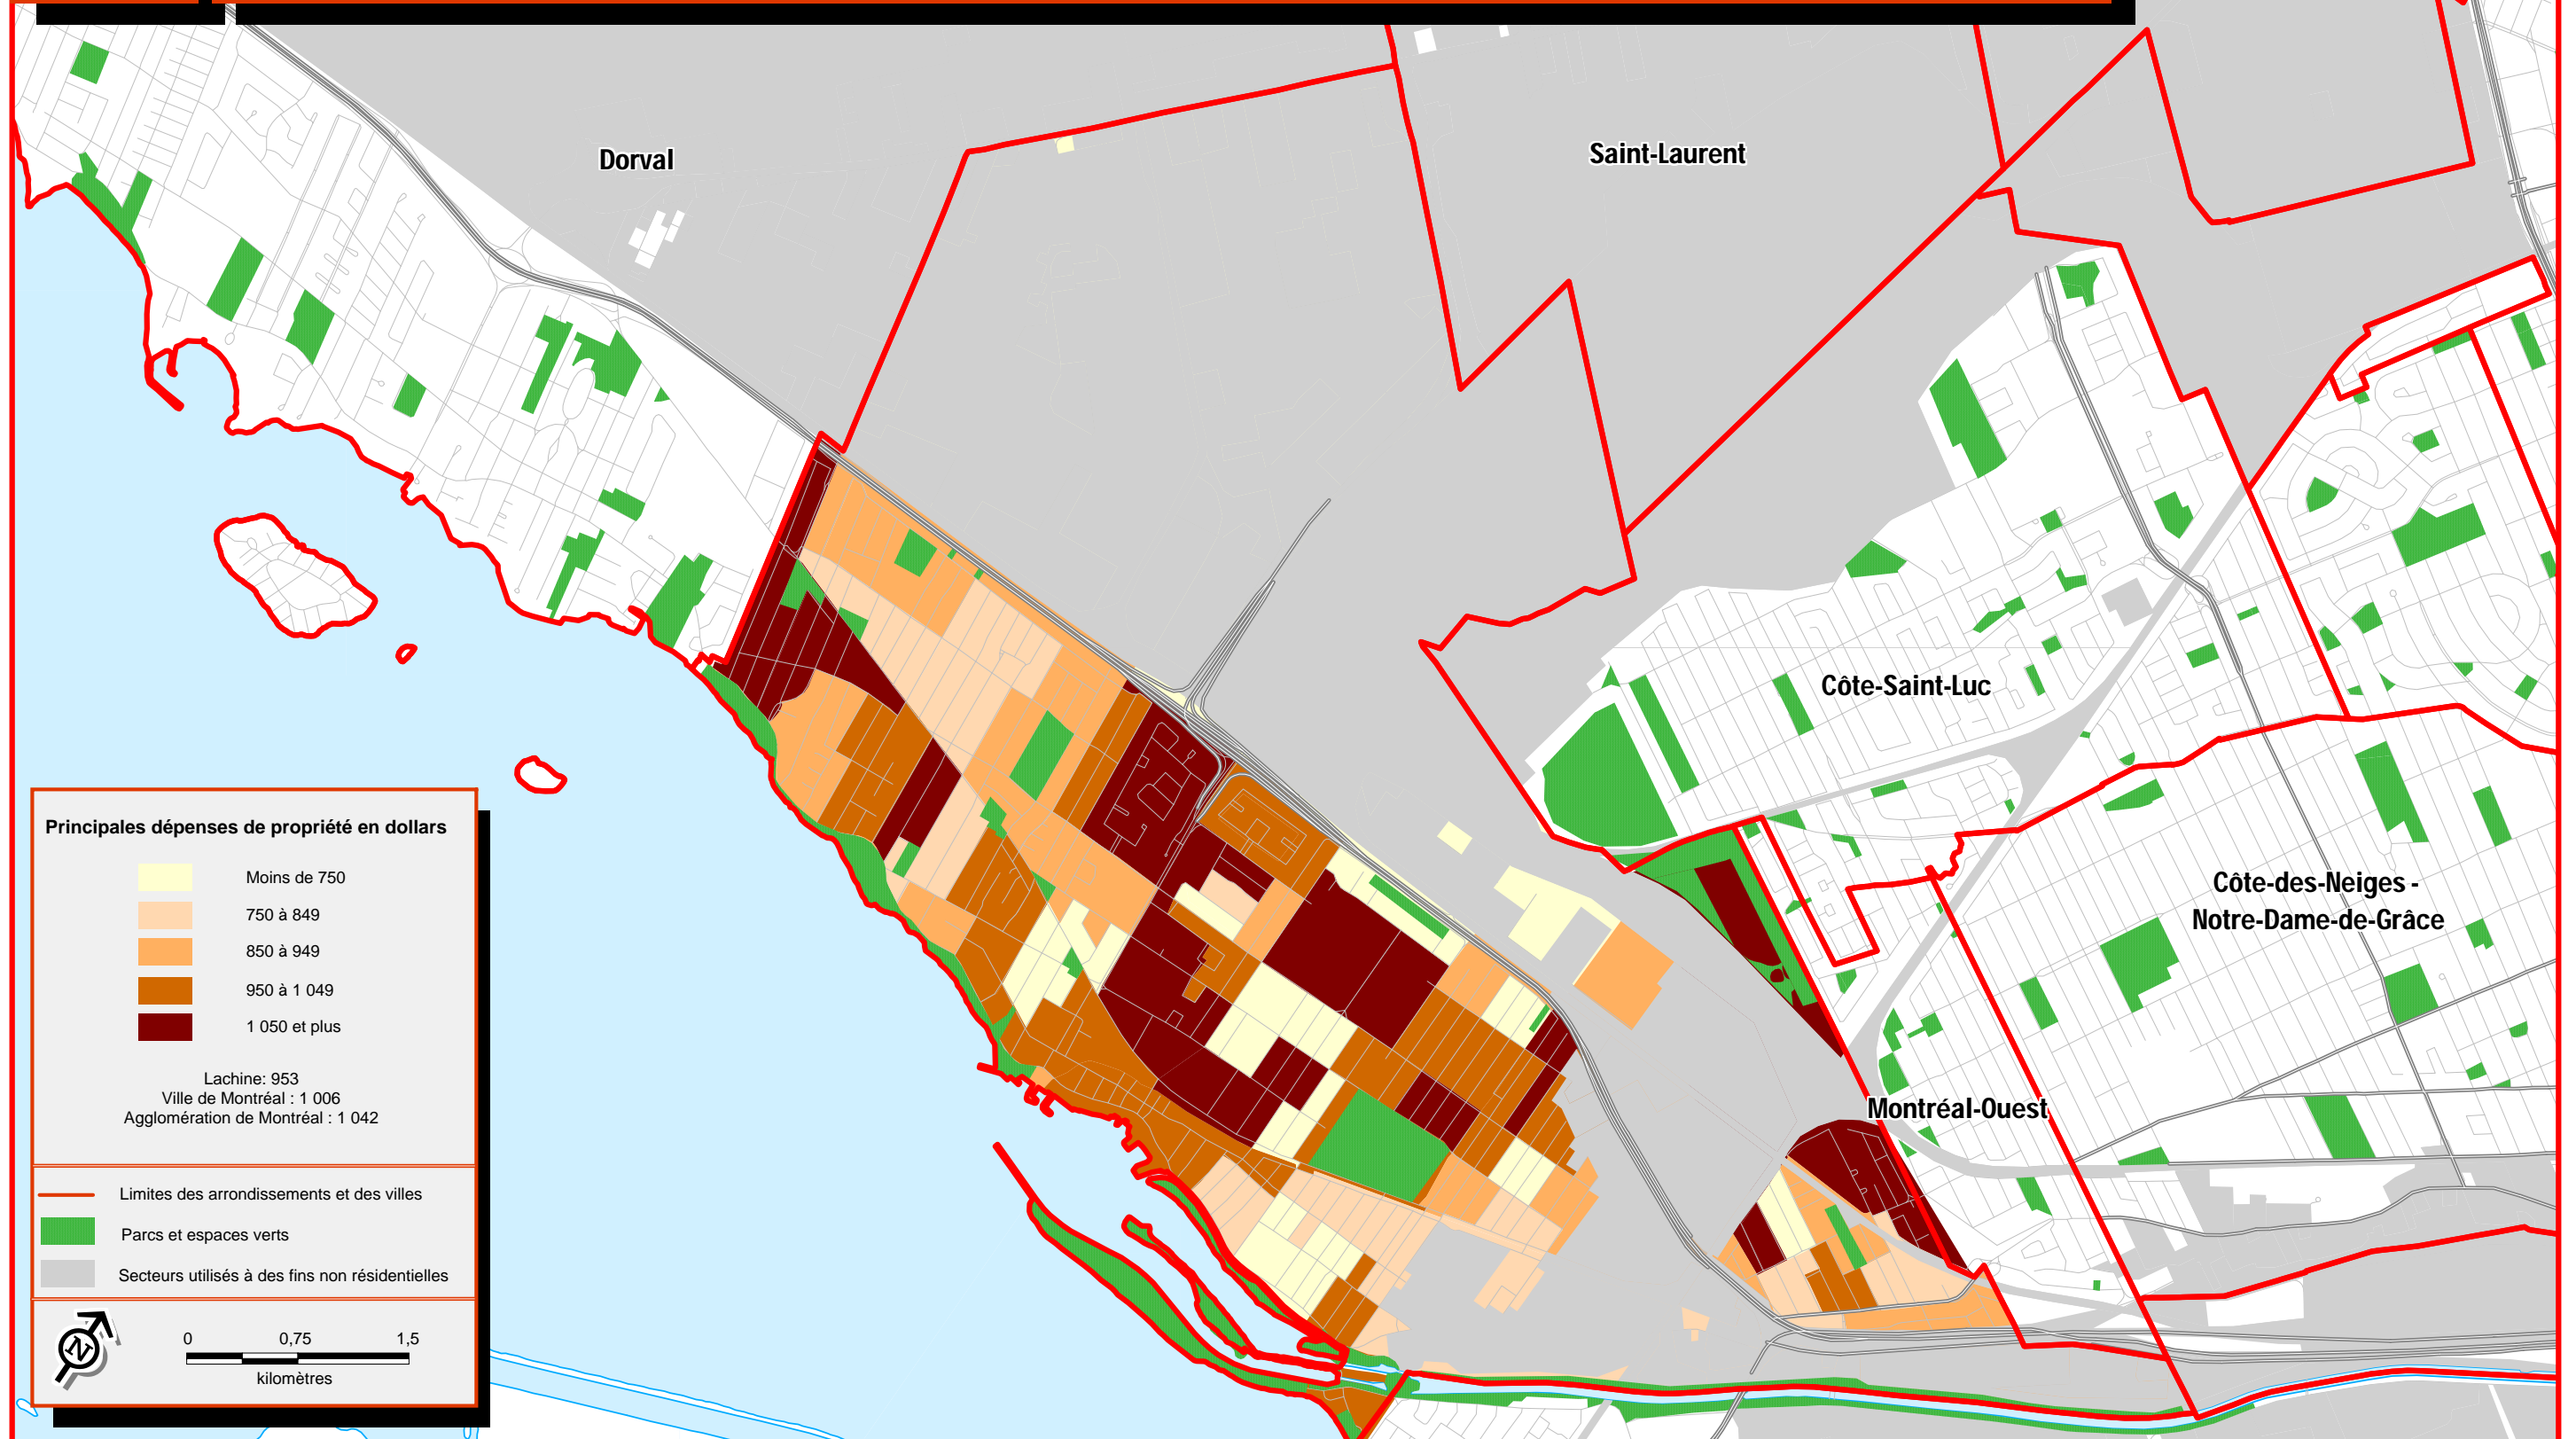 Dorval
Saint-Laurent
Côte-Saint-Luc
Côte-des-Neiges -
Notre-Dame-de-Grâce
Montréal-Ouest
Principales dépenses de propriété en dollars
Moins de 750
750 à 849
850 à 949
950 à 1 049
1 050 et plus
Lachine: 953
Ville de Montréal : 1 006
Agglomération de Montréal : 1 042
Limites des arrondissements et des villes
Parcs et espaces verts
Secteurs utilisés à des fins non résidentielles
N
0 0,75 1,5
kilomètres